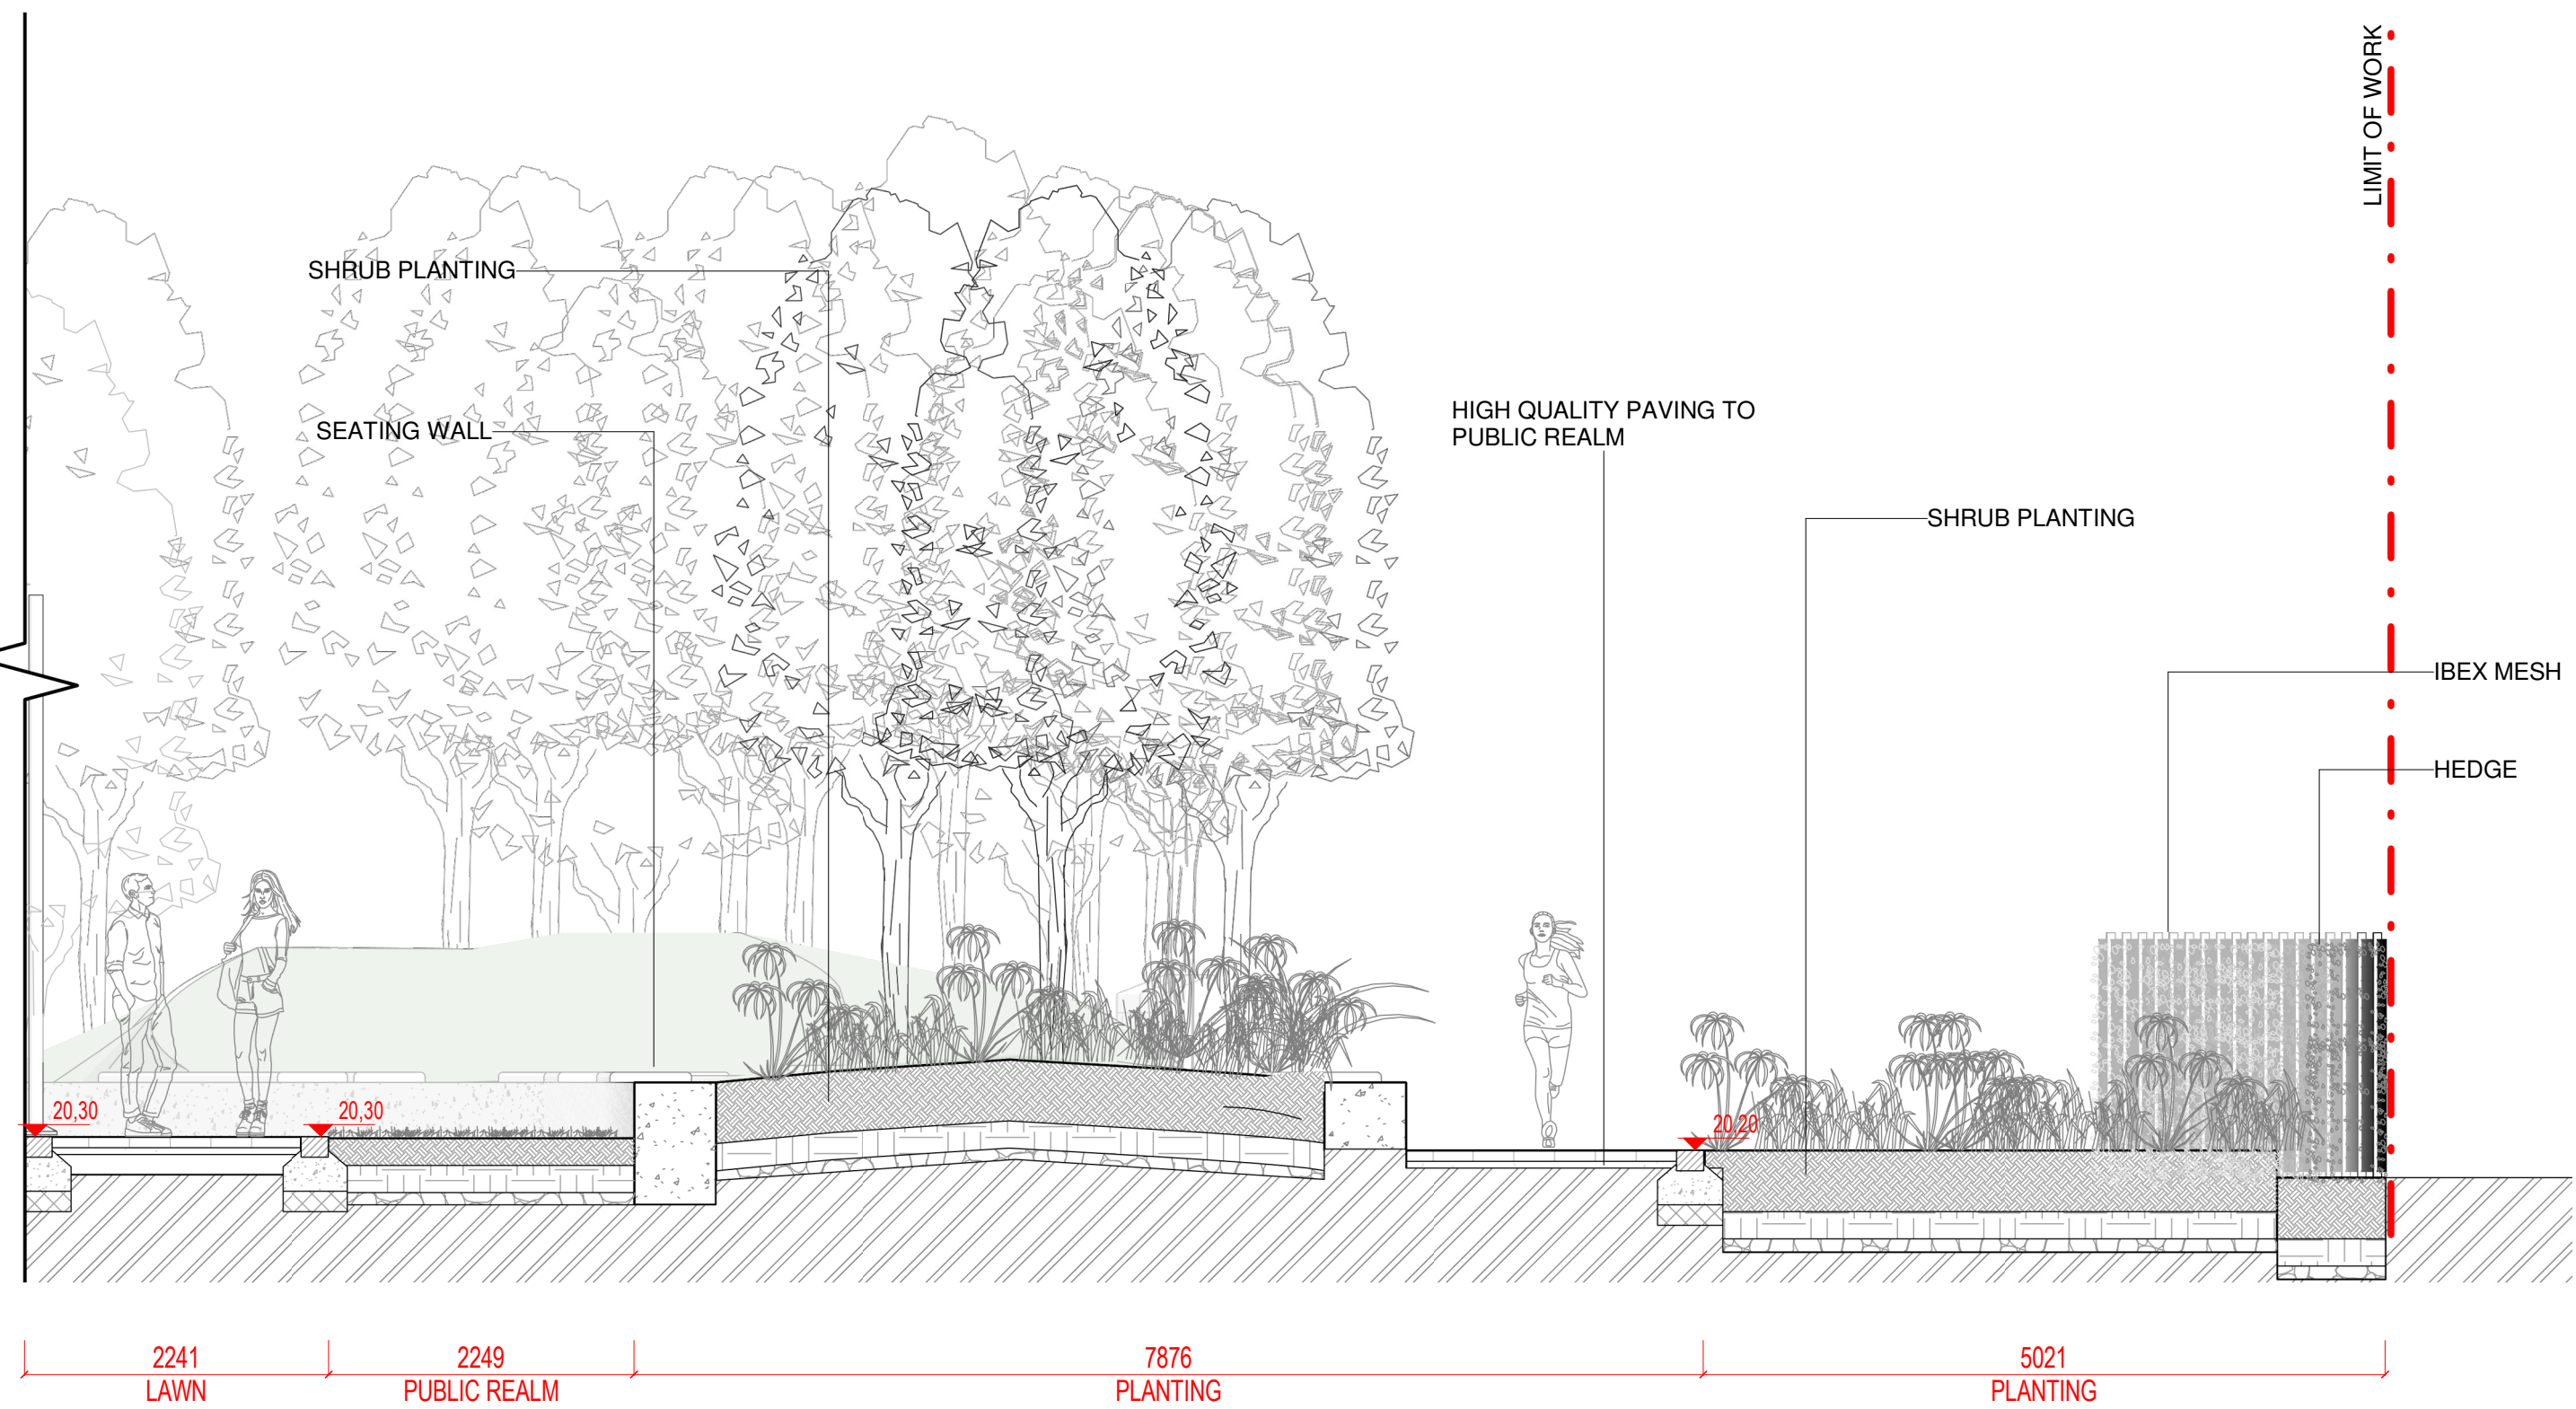 LIMIT OF WORK
SHRUB PLANTING
SEATING WALL
HIGH QUALITY PAVING TO
PUBLIC REALM
SHRUB PLANTING
IBEX MESH
HEDGE
20,30
20,30
20,20
2241
LAWN
2249
PUBLIC REALM
7876
PLANTING
5021
PLANTING